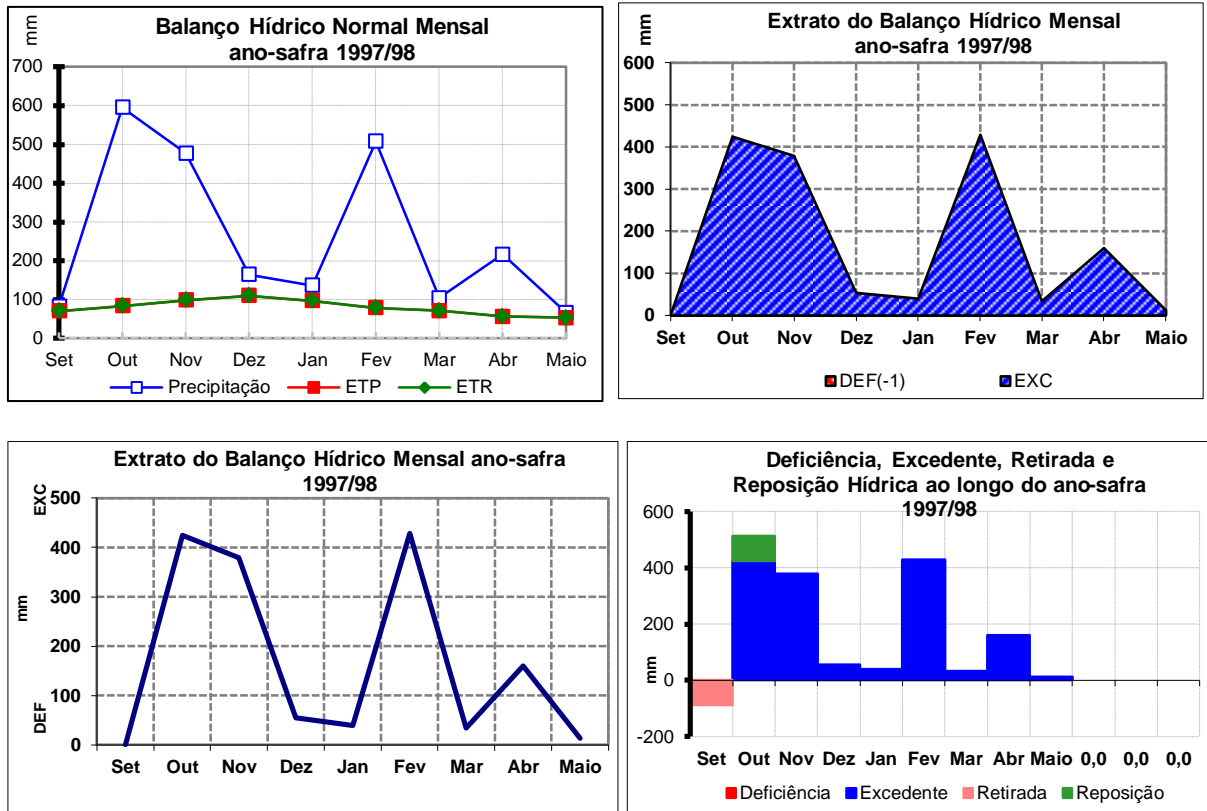 Balanço Hídrico Normal Mensal
ano-safra 1997/98
mm
700
600
500
400
300
200
100
0
Set Out Nov Dez Jan Fev Mar Abr Maio
Precipitação ETP ETR
Extrato do Balanço Hídrico Mensal
ano-safra 1997/98
mm
600
500
400
300
200
100
0
Set Out Nov Dez Jan Fev Mar Abr Maio
DEF(-1) EXC
Extrato do Balanço Hídrico Mensal ano-safra
1997/98
EXC
mm
DEF
500
400
300
200
100
0
Set Out Nov Dez Jan Fev Mar Abr Maio
Deficiência, Excedente, Retirada e
Reposição Hídrica ao longo do ano-safra
1997/98
mm
600
400
200
0
-200
Set Out Nov Dez Jan Fev Mar Abr Maio 0,0 0,0 0,0
Deficiência Excedente Retirada Reposição